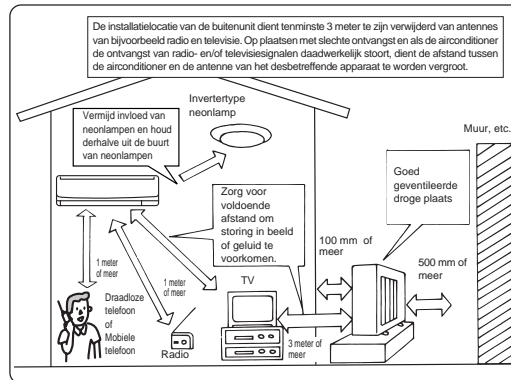 De installatielocatie van de buitenunit dient tenminste 3 meter te zijn verwijderd van antennes
van bijvoorbeeld radio en televisie. Op plaatsen met slechte ontvangst en als de airconditioner
de ontvangst van radio- en/of televisiesignalen daadwerkelijk stoort, dient de afstand tussen
de airconditioner en de antenne van het desbetreffende apparaat te worden vergroot.
Invertertype
neonlamp
Vermijd invloed van
neonlampen en houd
derhalve uit de buurt
van neonlampen
Muur, etc.
Zorg voor
voldoende
afstand om
storing in beeld
of geluid te
voorkomen.
Goed
geventileerde
droge plaats
100 mm of
meer
500 mm of
meer
1 meter
of meer
1 meter
of meer
TV
Draadloze
telefoon
of
Mobiele
telefoon
Radio
3 meter of
meer